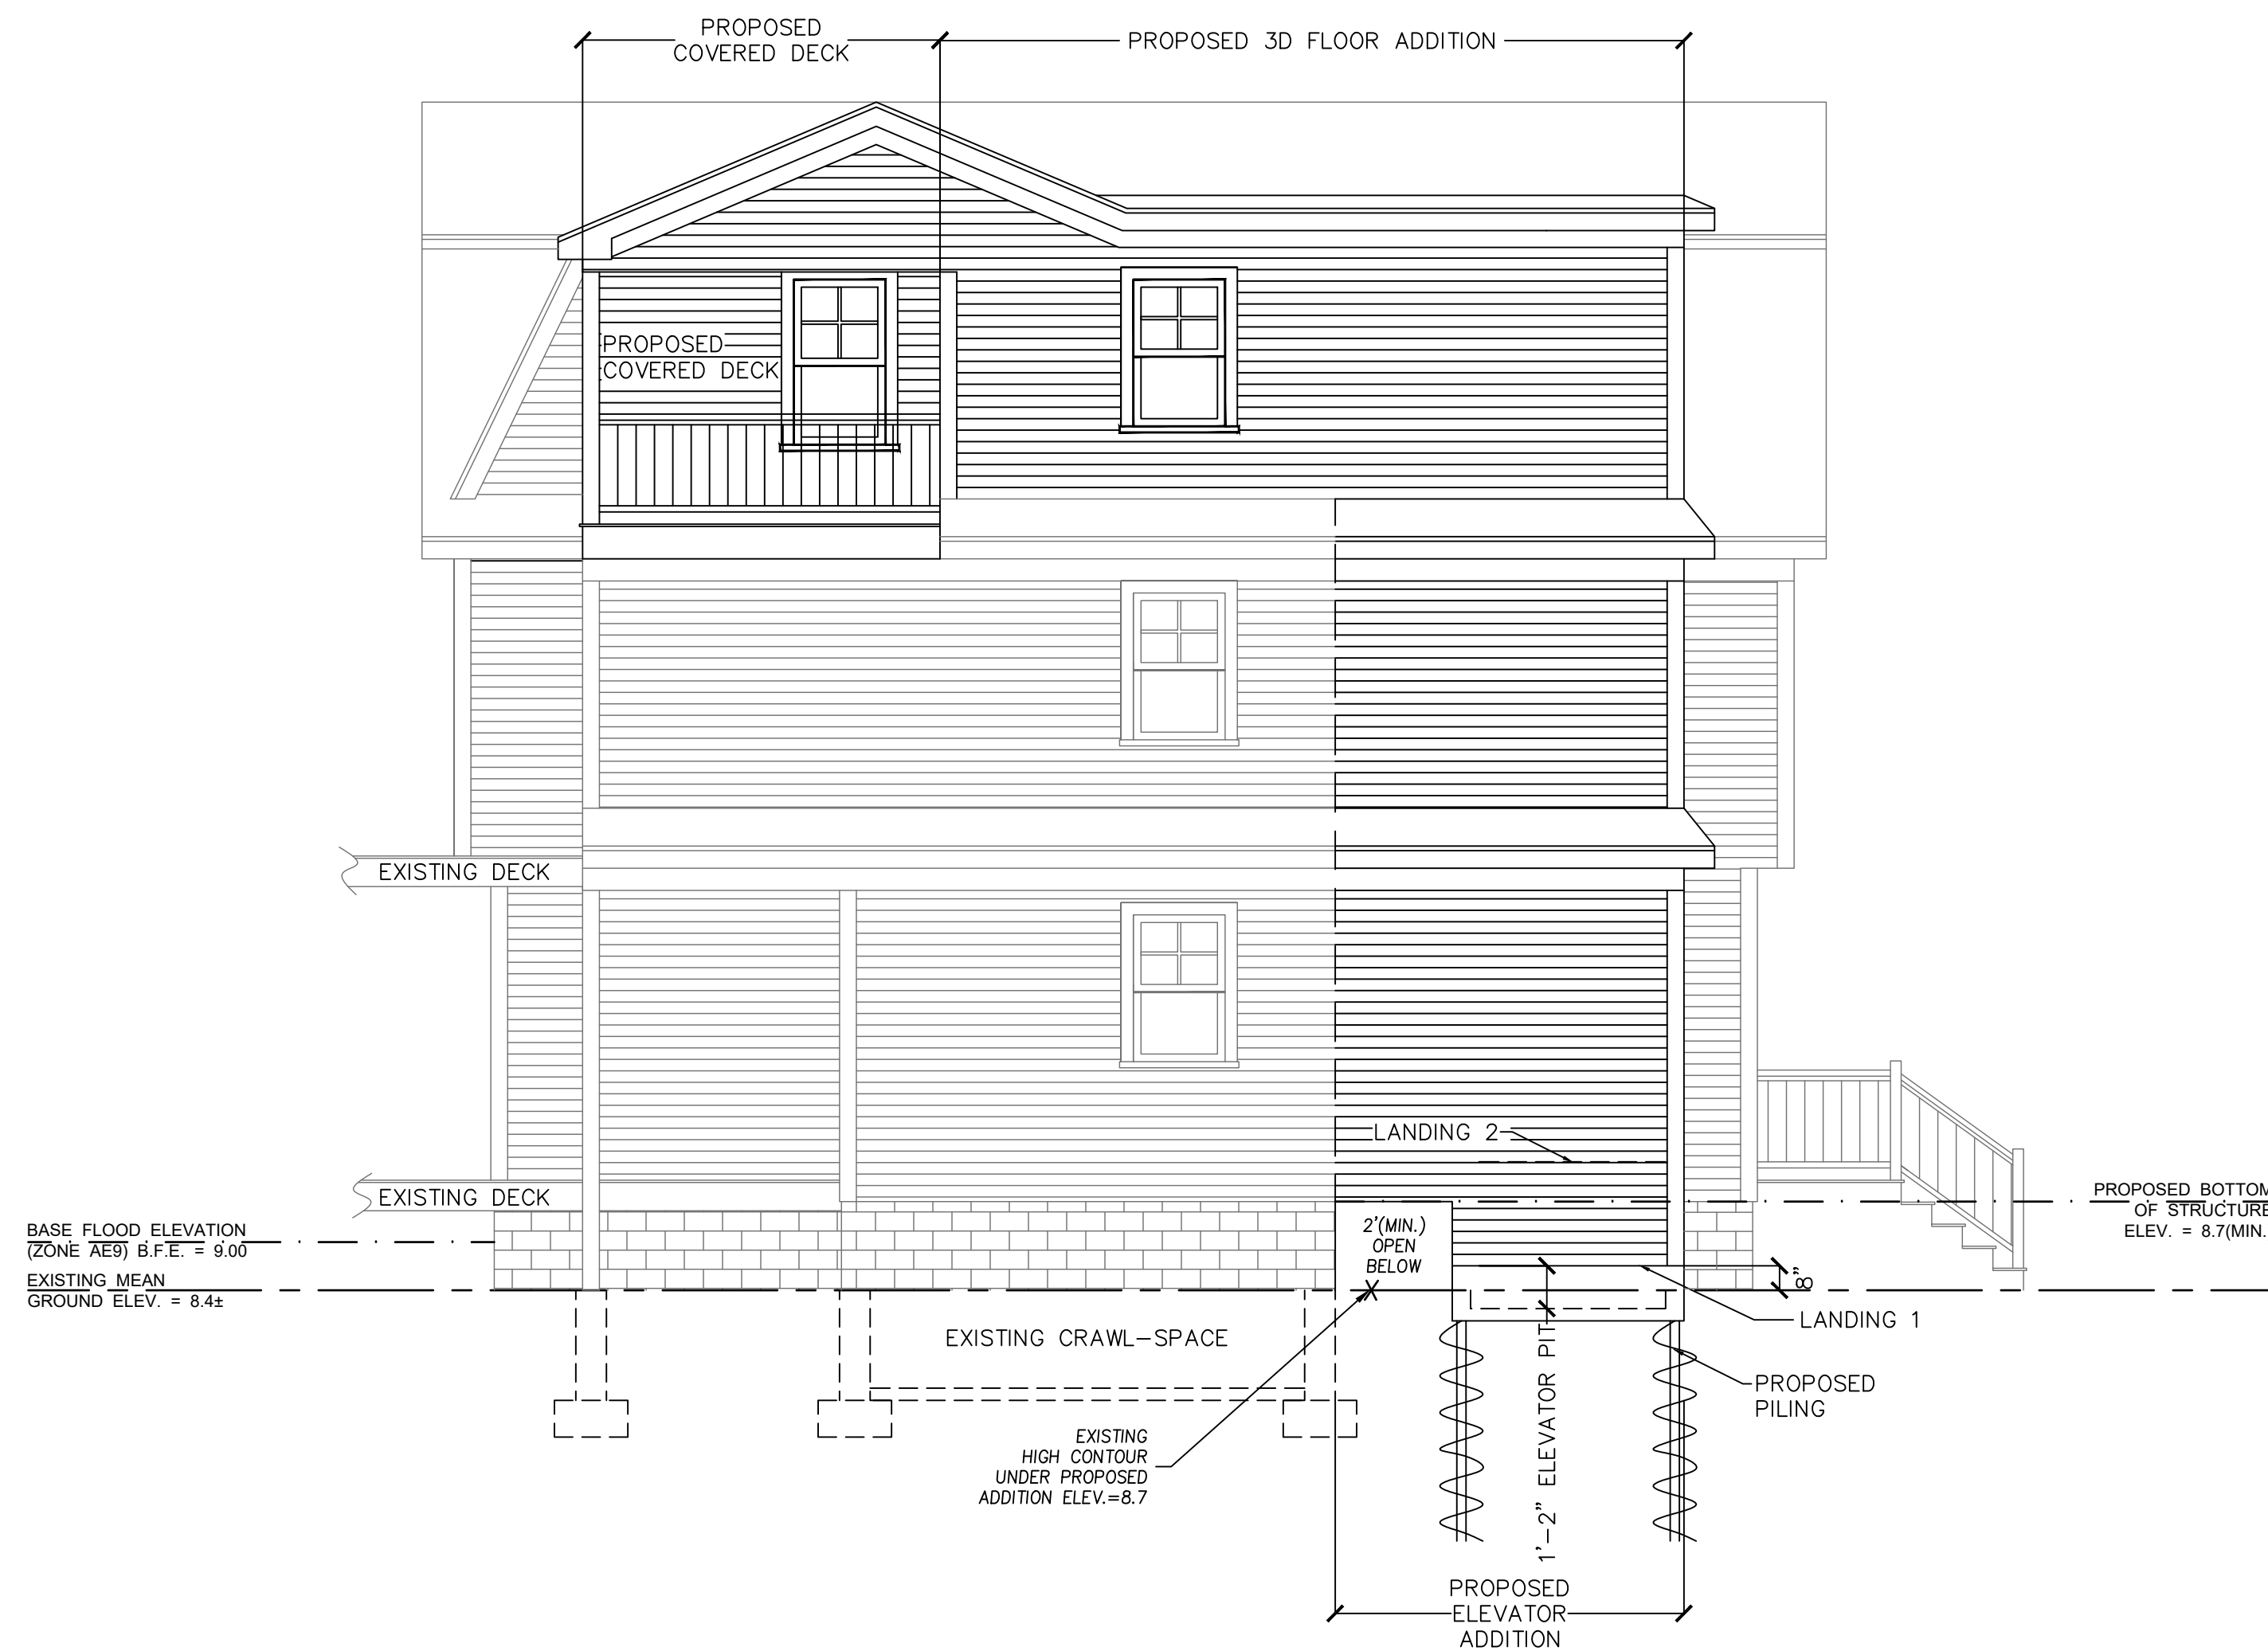 PROPOSED
COVERED DECK
PROPOSED 3D FLOOR ADDITION
PROPOSED
COVERED DECK
EXISTING DECK
LANDING 2
EXISTING DECK
PROPOSED BOTTOM
OF STRUCTURE
ELEV. = 8.7(MIN.
BASE FLOOD ELEVATION
(ZONE AE9) B.F.E. = 9.00
2'(MIN.)
OPEN
BELOW
EXISTING MEAN
GROUND ELEV. = 8.4±
8"
LANDING 1
EXISTING CRAWL-SPACE
1'-2" ELEVATOR PIT
PROPOSED
PILING
EXISTING
HIGH CONTOUR
UNDER PROPOSED
ADDITION ELEV.=8.7
PROPOSED
ELEVATOR
ADDITION